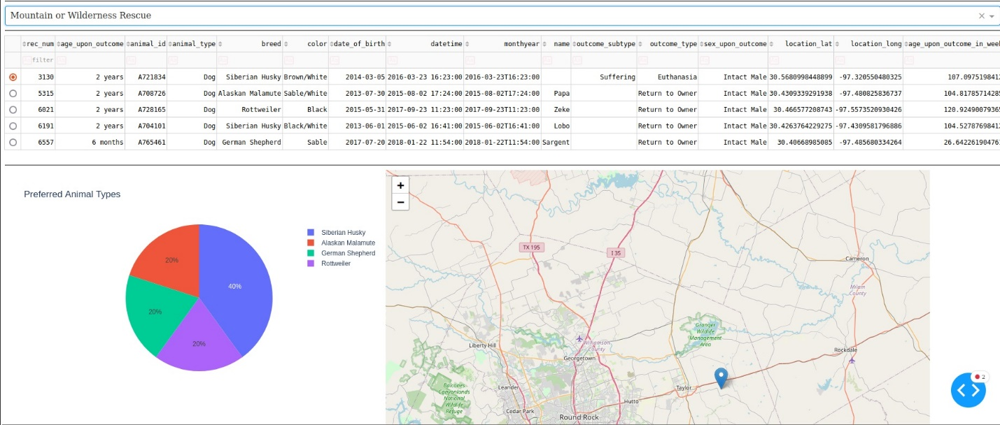 Mountain or Wilderness Rescue
rec_num age_upon_outcome animal_id animal_type breed color date_of_birth datetime monthyear name outcome_subtype outcome_type sex_upon_outcome location_lat location_long age_upon_outcome_in_weel
filter
3130 2 years A721834 Dog Siberian Husky Brown/White 2014-03-05 2016-03-23 16:23:00 2016-03-23T16:23:00 Suffering Euthanasia Intact Male 30.5680998448899 -97.320550480325 107.097519841
5315 2 years A708726 Dog Alaskan Malamute Sable/White 2013-07-30 2015-08-02 17:24:00 2015-08-02T17:24:00 Papa Return to Owner Intact Male 30.4309339291938 -97.480825836737 104.817857142
6021 2 years A728165 Dog Rottweiler Black 2015-05-31 2017-09-23 11:23:00 2017-09-23T11:23:00 Zeke Return to Owner Intact Male 30.466577208743 -97.5573520930426 120.924900793
6191 2 years A704101 Dog Siberian Husky Black/White 2013-06-01 2015-06-02 16:41:00 2015-06-02T16:41:00 Lobo Return to Owner Intact Male 30.4263764229275 -97.4309581796886 104.527876984
6557 6 months A765461 Dog German Shepherd Sable 2017-07-20 2018-01-22 11:54:00 2018-01-22T11:54:00 Sargent Return to Owner Intact Male 30.40668985085 -97.485680334264 26.6422619047
Preferred Animal Types
Siberian Husky
Alaskan Malamute
German Shepherd
Rottweiler
20%
40%
20%
20%
+
−
TX 195
I 35
Cameron
Milam
County
Granger
Wildlife
Management
Area
Liberty Hill
Williamson
County
Georgetown
Rockdale
Leander
Taylor
Balcones
Canyonlands
National
Wildlife
Refuge
Hutto
Cedar Park
Round Rock
2